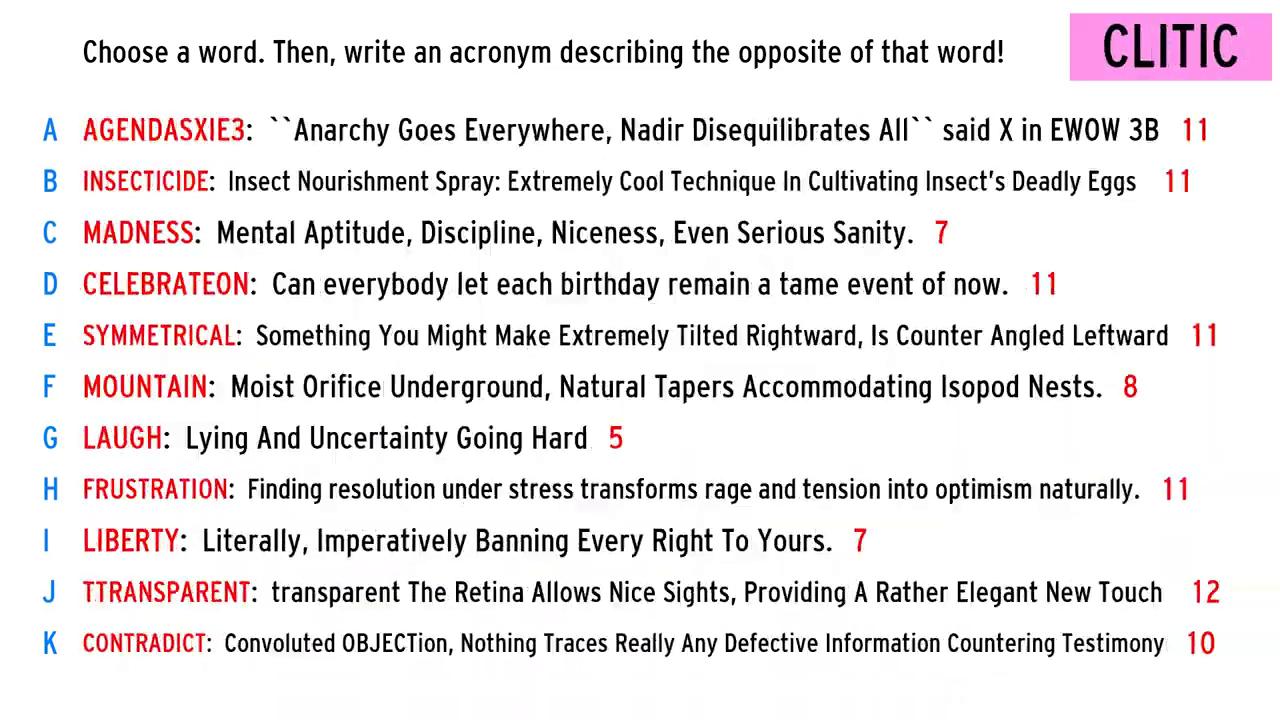 Choose a word. Then, write an acronym describing the opposite of that word!
CLITIC
A AGENDASXIE3: ``Anarchy Goes Everywhere, Nadir Disequilibrates All`` said X in EWOW 3B 11
B INSECTICIDE: Insect Nourishment Spray: Extremely Cool Technique In Cultivating Insect's Deadly Eggs 11
C MADNESS: Mental Aptitude, Discipline, Niceness, Even Serious Sanity. 7
D CELEBRATEON: Can everybody let each birthday remain a tame event of now. 11
E SYMMETRICAL: Something You Might Make Extremely Tilted Rightward, Is Counter Angled Leftward 11
F MOUNTAIN: Moist Orifice Underground, Natural Tapers Accommodating Isopod Nests. 8
G LAUGH: Lying And Uncertainty Going Hard 5
H FRUSTRATION: Finding resolution under stress transforms rage and tension into optimism naturally. 11
I LIBERTY: Literally, Imperatively Banning Every Right To Yours. 7
J TTRANSPARENT: transparent The Retina Allows Nice Sights, Providing A Rather Elegant New Touch 12
K CONTRADICT: Convoluted OBJECTion, Nothing Traces Really Any Defective Information Countering Testimony 10